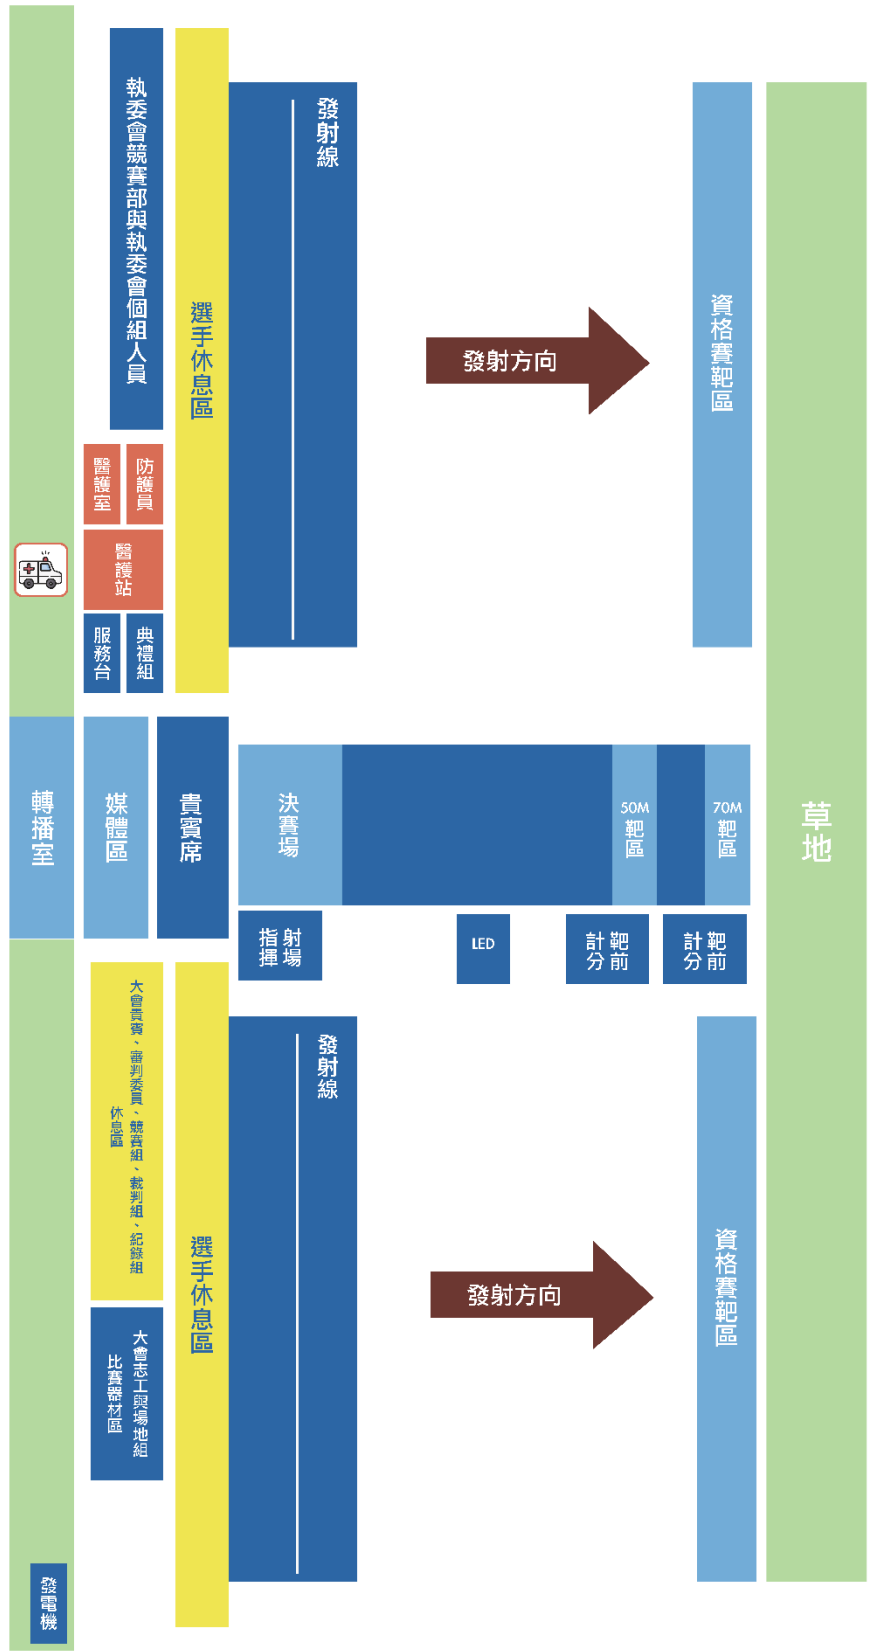 執委會競賽部與執委會個組人員
選手休息區
發射線
發射方向
資格賽靶區
醫護室
防護員
醫護站
服務台
典禮組
轉播室
媒體區
貴賓席
決賽場
50M
靶區
70M
靶區
草地
射場
指揮
LED
靶前
計分
靶前
計分
大會貴賓、審判委員、競賽組、裁判組、紀錄組
休息區
選手休息區
發射線
發射方向
資格賽靶區
大會志工與場地組
比賽器材區
發電機